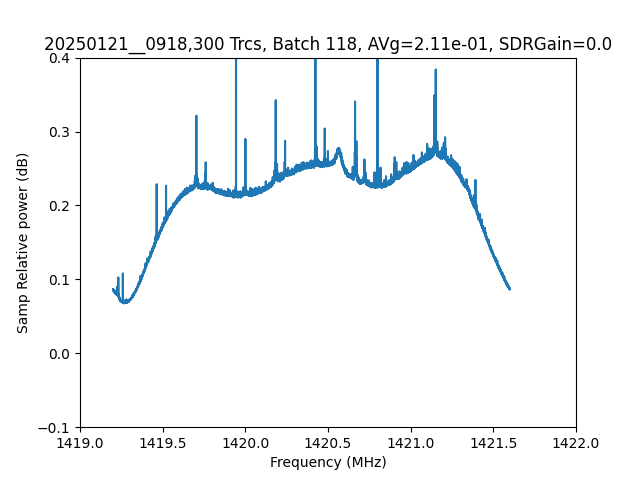 20250121__0918,300 Trcs, Batch 118, AVg=2.11e-01, SDRGain=0.0
0.4
0.3
0.2
0.1
0.0
−0.1
Samp Relative power (dB)
1419.0 1419.5 1420.0 1420.5 1421.0 1421.5 1422.0
Frequency (MHz)